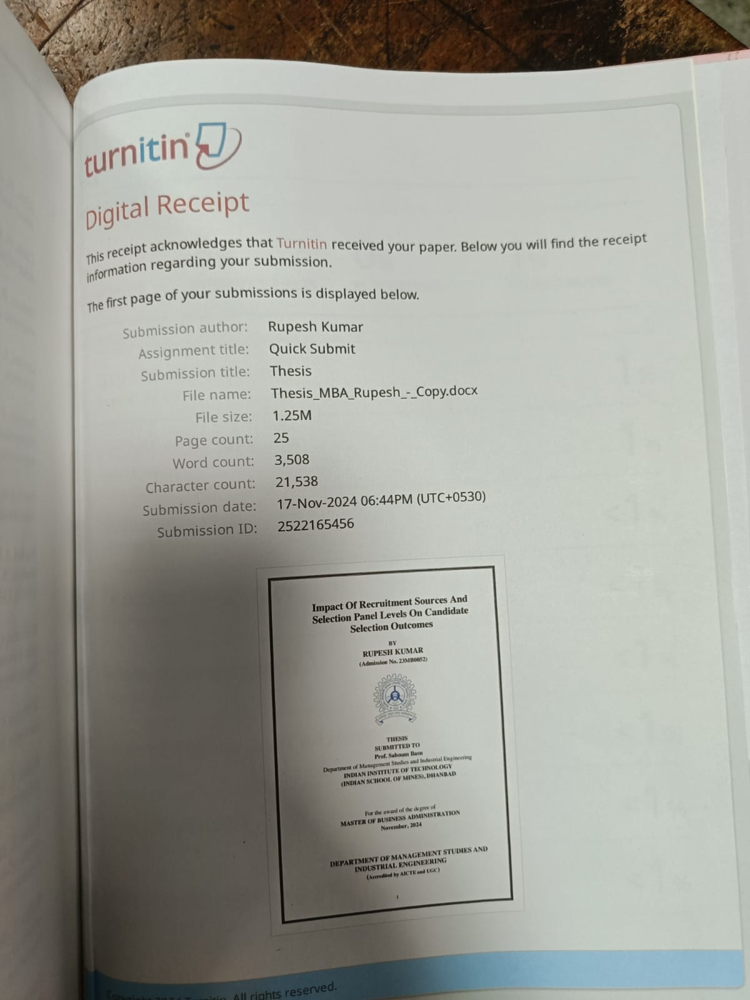 turnitin
Digital Receipt
This receipt acknowledges that Turnitin received your paper. Below you will find the receipt
information regarding your submission.
The first page of your submissions is displayed below.
Submission author: Rupesh Kumar
Assignment title: Quick Submit
Submission title: Thesis
File name: Thesis_MBA_Rupesh_-_Copy.docx
File size: 1.25M
Page count: 25
Word count: 3,508
Character count: 21,538
Submission date: 17-Nov-2024 06:44PM (UTC+0530)
Submission ID: 2522165456
Impact Of Recruitment Sources And
Selection Panel Levels On Candidate
Selection Outcomes
BY
RUPESH KUMAR
(Admission No. 23MB0052)
THESIS
SUBMITTED TO
Prof. Sabnam Basu
Department of Management Studies and Industrial Engineering
INDIAN INSTITUTE OF TECHNOLOGY
(INDIAN SCHOOL OF MINES), DHANBAD
For the award of the degree of
MASTER OF BUSINESS ADMINISTRATION
November, 2024
DEPARTMENT OF MANAGEMENT STUDIES AND
INDUSTRIAL ENGINEERING
(Accredited by AICTE and UGC)
All rights reserved.